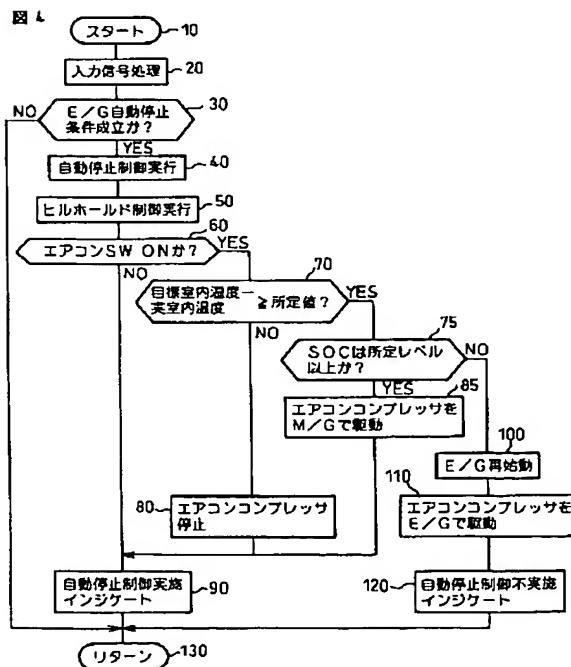 図 4
スタート
10
入力信号処理
20
30
NO
E/G自動停止
条件成立か?
YES
自動停止制御実行
40
ヒルホールド制御実行
50
60
エアコンSW ONか?
YES
NO
70
目標室内温度−
実室内温度
≧所定値?
YES
NO
75
SOCは所定レベル
以上か?
NO
YES
85
エアコンコンプレッサを
M/Gで駆動
100
E/G再始動
110
エアコンコンプレッサを
E/Gで駆動
80
エアコンコンプレッサ
停止
自動停止制御実施
インジケート
90
120
自動停止制御不実施
インジケート
リターン
130